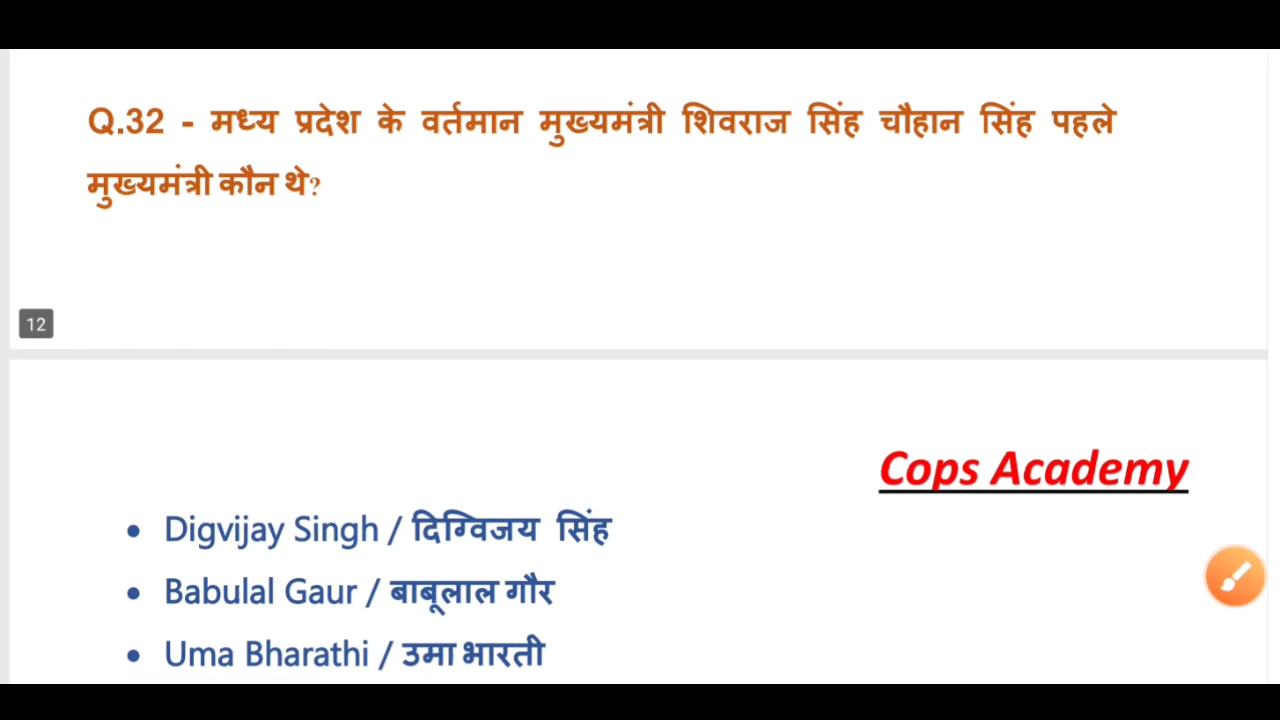 Q.32 - मध्य प्रदेश के वर्तमान मुख्यमंत्री शिवराज सिंह चौहान सिंह पहले
मुख्यमंत्री कौन थे?
12
Cops Academy
• Digvijay Singh / दिग्विजय सिंह
• Babulal Gaur / बाबूलाल गौर
• Uma Bharathi / उमा भारती